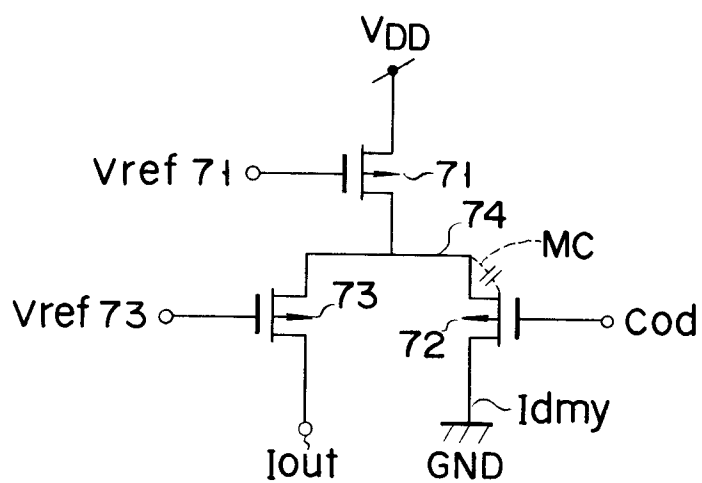 VDD
Vref 71
71
74
MC
Vref 73
73
72
Cod
Idmy
Iout
GND